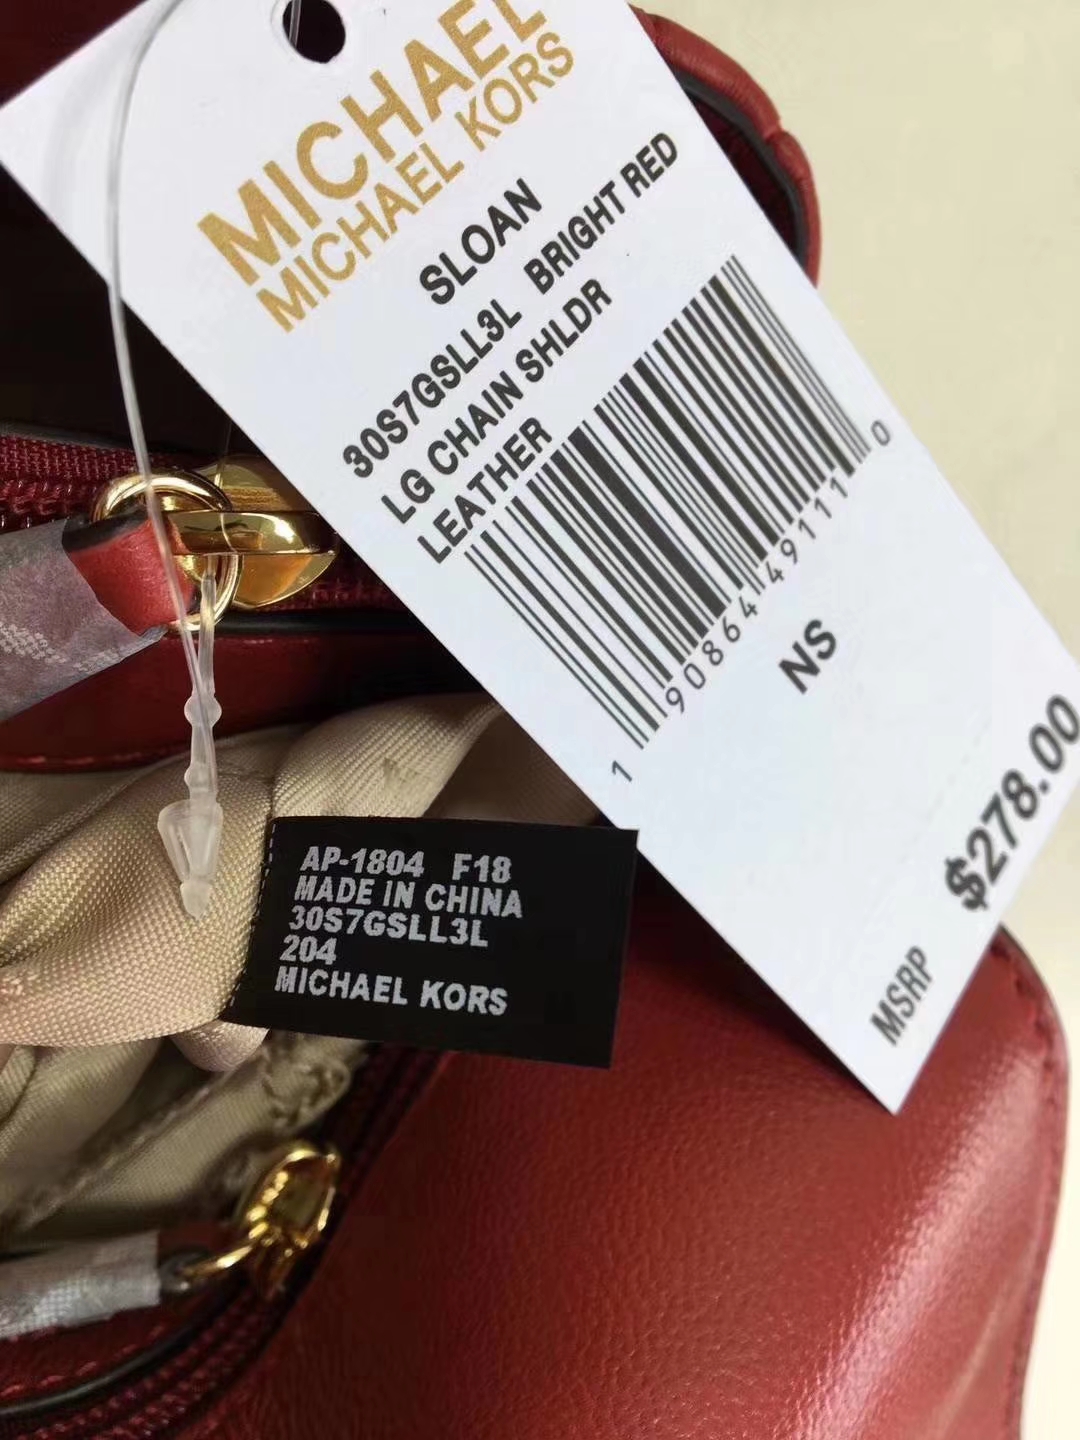 MICHAEL
MICHAEL KORS
SLOAN
30S7GSLL3L BRIGHT RED
LG CHAIN SHLDR
LEATHER
1 90864 49111 0
NS
$278.00
MSRP
AP-1804 F18
MADE IN CHINA
30S7GSLL3L
204
MICHAEL KORS